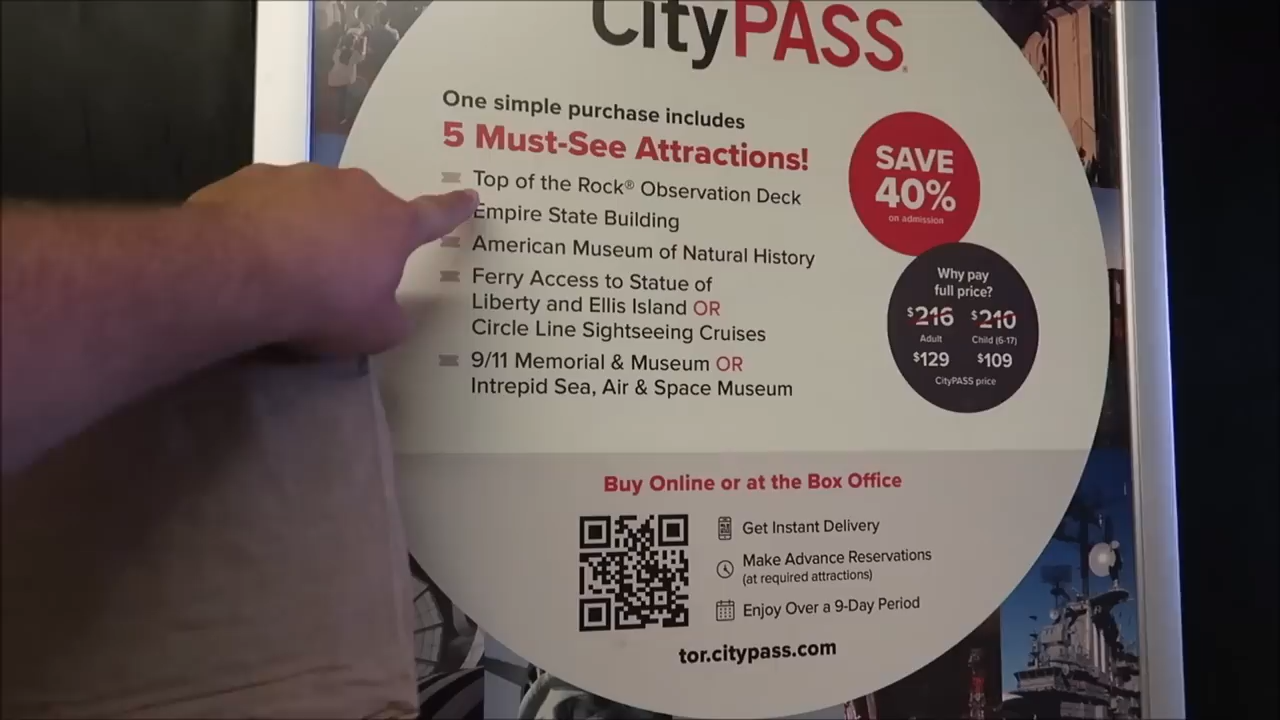 CityPASS®
One simple purchase includes
5 Must-See Attractions!
Top of the Rock® Observation Deck
Empire State Building
American Museum of Natural History
Ferry Access to Statue of
Liberty and Ellis Island OR
Circle Line Sightseeing Cruises
9/11 Memorial & Museum OR
Intrepid Sea, Air & Space Museum
SAVE
40%
on admission
Why pay
full price?
$216 $210
Adult Child (6-17)
$129 $109
CityPASS price
Buy Online or at the Box Office
Get Instant Delivery
Make Advance Reservations
(at required attractions)
Enjoy Over a 9-Day Period
tor.citypass.com